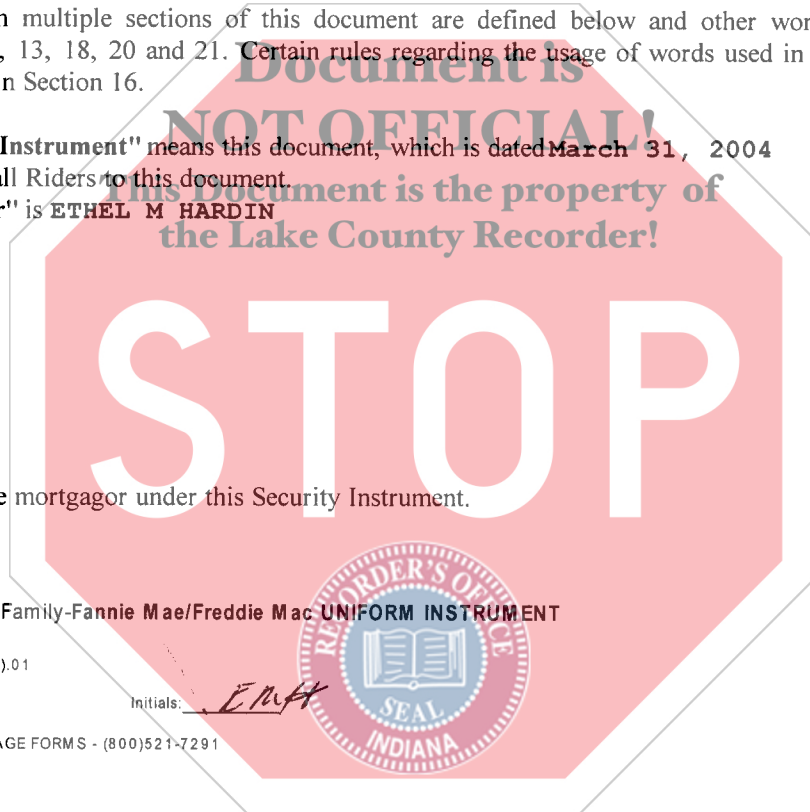 n multiple sections of this document are defined below and other wor
, 13, 18, 20 and 21. Certain rules regarding the usage of words used in
n Section 16.
Document is
NOT OFFICIAL!
This Document is the property of
the Lake County Recorder!
Instrument" means this document, which is dated March 31, 2004
all Riders to this document.
r" is ETHEL M HARDIN
STOP
e mortgagor under this Security Instrument.
Family-Fannie Mae/Freddie Mac UNIFORM INSTRUMENT
).01
Initials: EMH
AGE FORMS - (800)521-7291
RECORDER'S OFFICE
SEAL
INDIANA